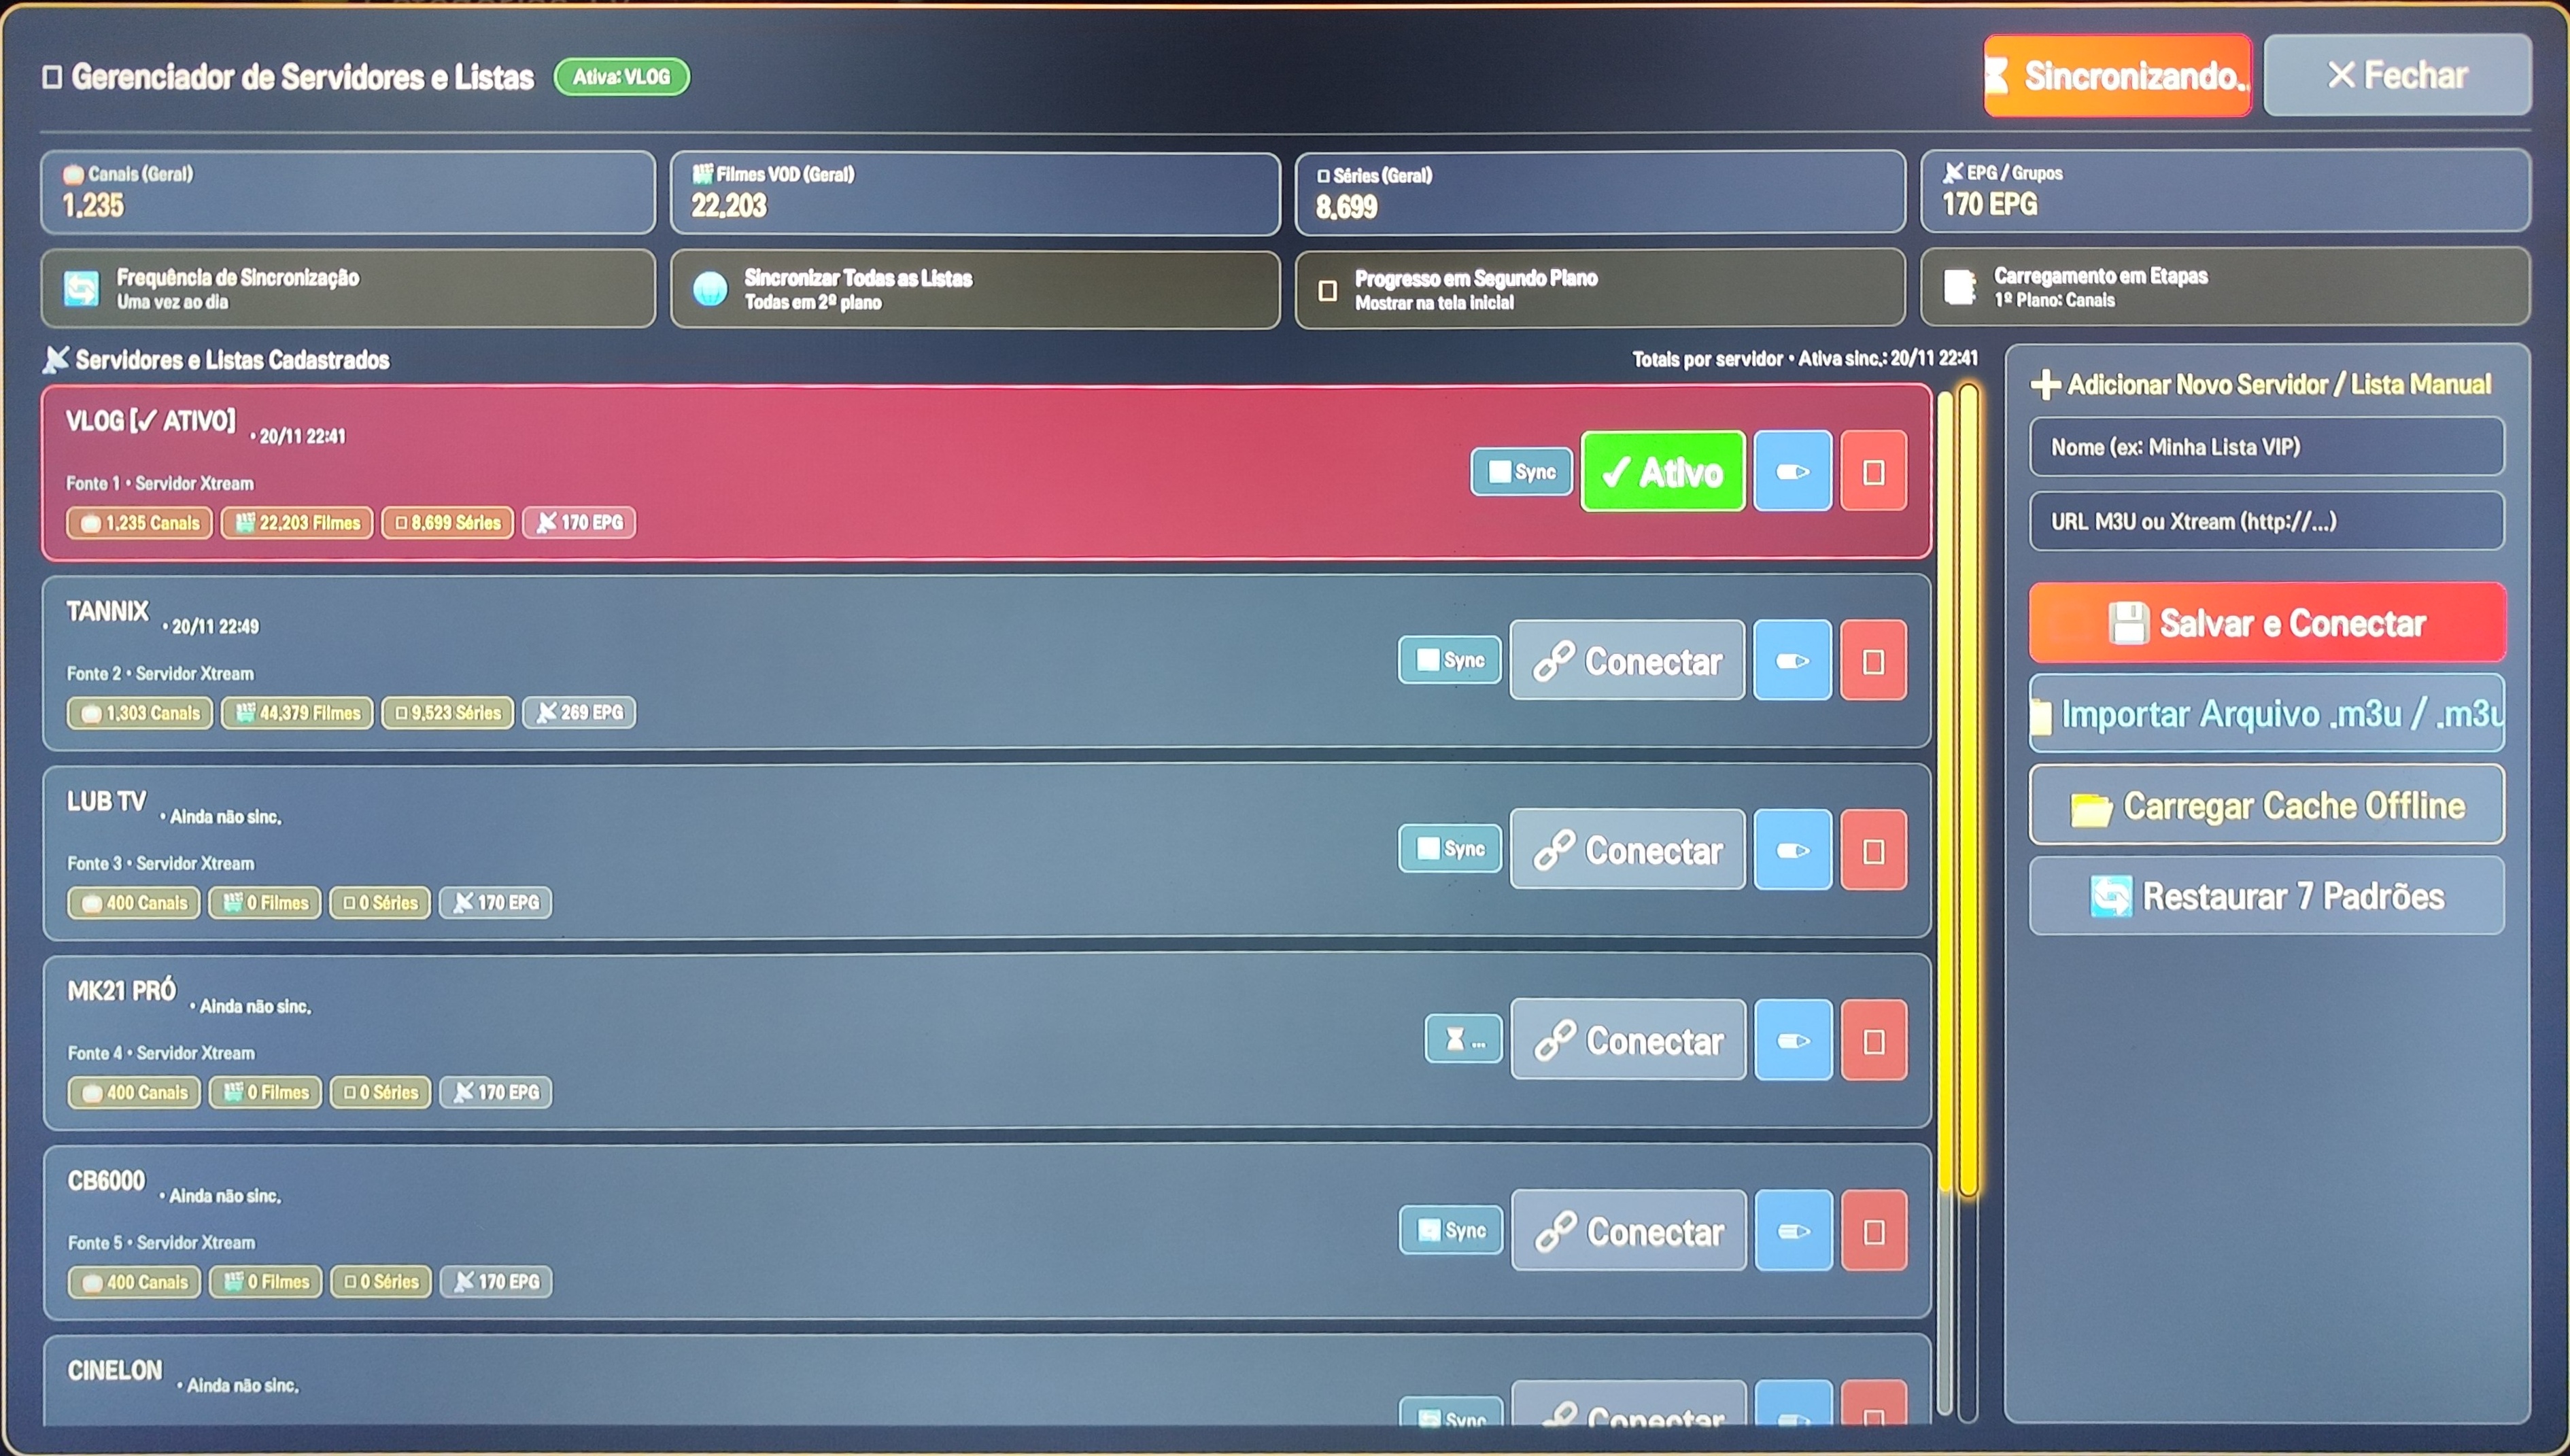 Gerenciador de Servidores e Listas
Ativa: VLOG
Sincronizando..
✕ Fechar
Canais (Geral)
1.235
Filmes VOD (Geral)
22,203
Séries (Geral)
8.699
EPG / Grupos
170 EPG
Frequência de Sincronização
Uma vez ao dia
Sincronizar Todas as Listas
Todas em 2º plano
Progresso em Segundo Plano
Mostrar na tela inicial
Carregamento em Etapas
1º Plano: Canais
Servidores e Listas Cadastrados
Totais por servidor • Ativa sinc.: 20/11 22:41
VLOG [✓ ATIVO] • 20/11 22:41
Fonte 1 • Servidor Xtream
1,235 Canais
22,203 Filmes
8,699 Séries
170 EPG
Sync
✓ Ativo
TANNIX • 20/11 22:49
Fonte 2 • Servidor Xtream
1,303 Canais
44,379 Filmes
9,523 Séries
269 EPG
Sync
Conectar
LUB TV • Ainda não sinc.
Fonte 3 • Servidor Xtream
400 Canais
0 Filmes
0 Séries
170 EPG
Sync
Conectar
MK21 PRÓ • Ainda não sinc.
Fonte 4 • Servidor Xtream
400 Canais
0 Filmes
0 Séries
170 EPG
...
Conectar
CB6000 • Ainda não sinc.
Fonte 5 • Servidor Xtream
400 Canais
0 Filmes
0 Séries
170 EPG
Sync
Conectar
CINELON • Ainda não sinc.
Sync
Conectar
Adicionar Novo Servidor / Lista Manual
Nome (ex: Minha Lista VIP)
URL M3U ou Xtream (http://...)
Salvar e Conectar
Importar Arquivo .m3u / .m3u
Carregar Cache Offline
Restaurar 7 Padrões